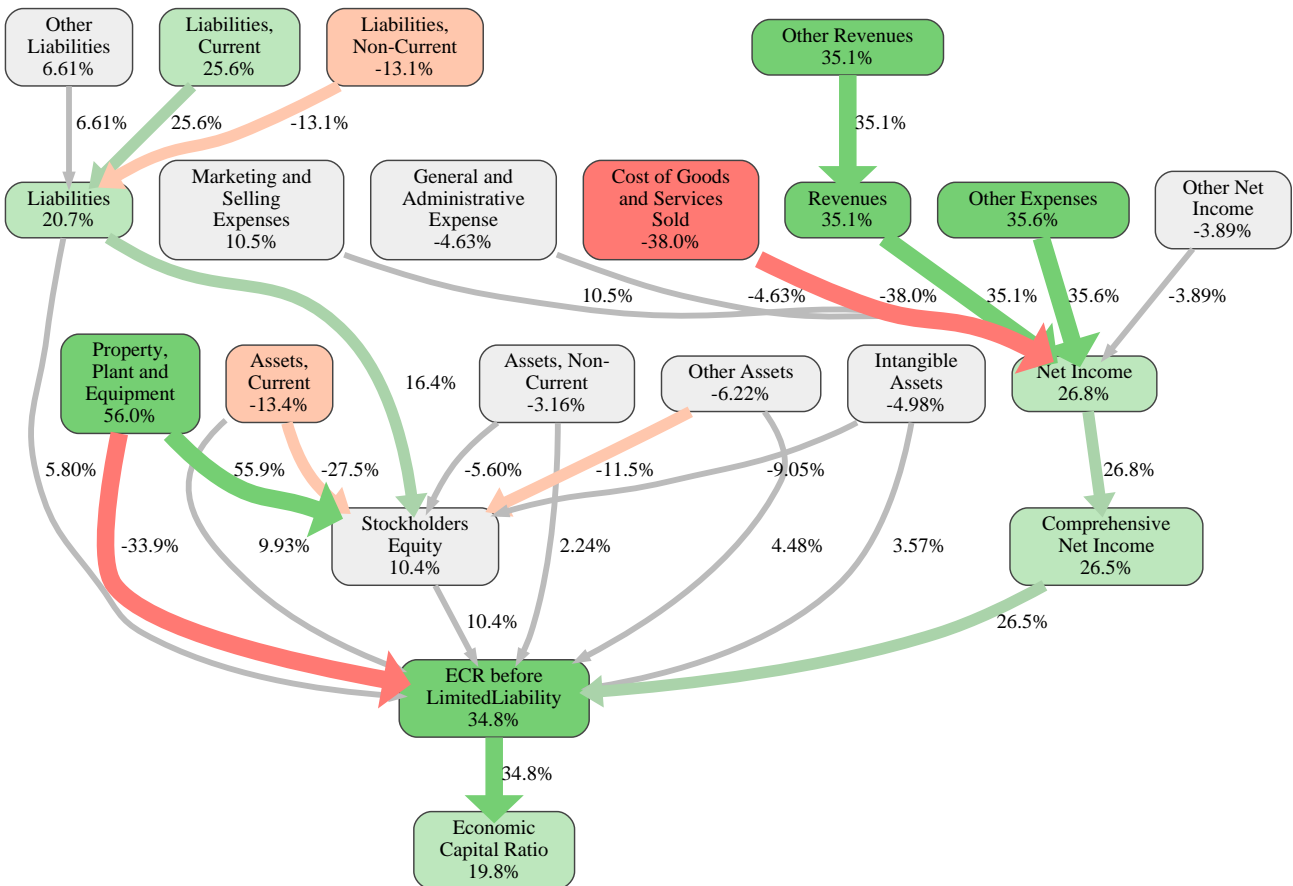 Other
Liabilities
6.61%
Liabilities,
Current
25.6%
Liabilities,
Non-Current
-13.1%
Other Revenues
35.1%
6.61%
25.6%
-13.1%
35.1%
Liabilities
20.7%
Marketing and
Selling
Expenses
10.5%
General and
Administrative
Expense
-4.63%
Cost of Goods
and Services
Sold
-38.0%
Revenues
35.1%
Other Expenses
35.6%
Other Net
Income
-3.89%
10.5%
-4.63%
-38.0%
35.1%
35.6%
-3.89%
Property,
Plant and
Equipment
56.0%
Assets,
Current
-13.4%
16.4%
Assets, Non-
Current
-3.16%
Other Assets
-6.22%
Intangible
Assets
-4.98%
Net Income
26.8%
5.80%
55.9%
-27.5%
-5.60%
-11.5%
-9.05%
26.8%
Stockholders
Equity
10.4%
Comprehensive
Net Income
26.5%
-33.9%
9.93%
2.24%
4.48%
3.57%
10.4%
26.5%
ECR before
LimitedLiability
34.8%
34.8%
Economic
Capital Ratio
19.8%